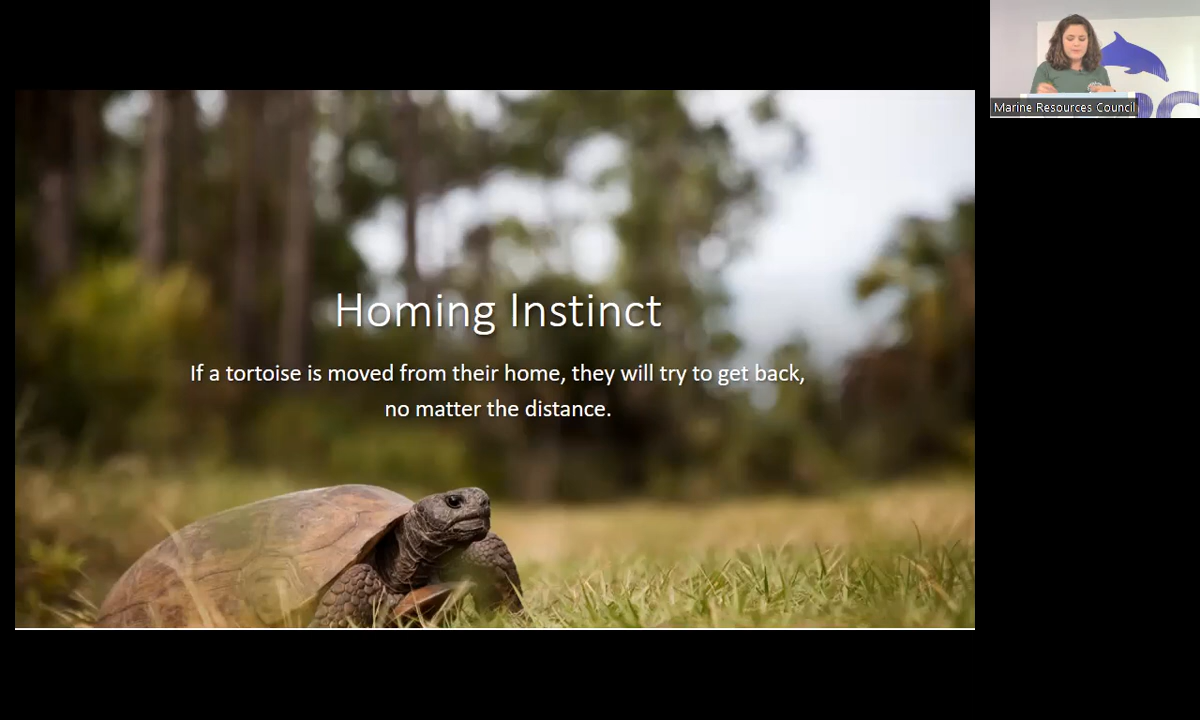 Homing Instinct
If a tortoise is moved from their home, they will try to get back,
no matter the distance.
Marine Resources Council